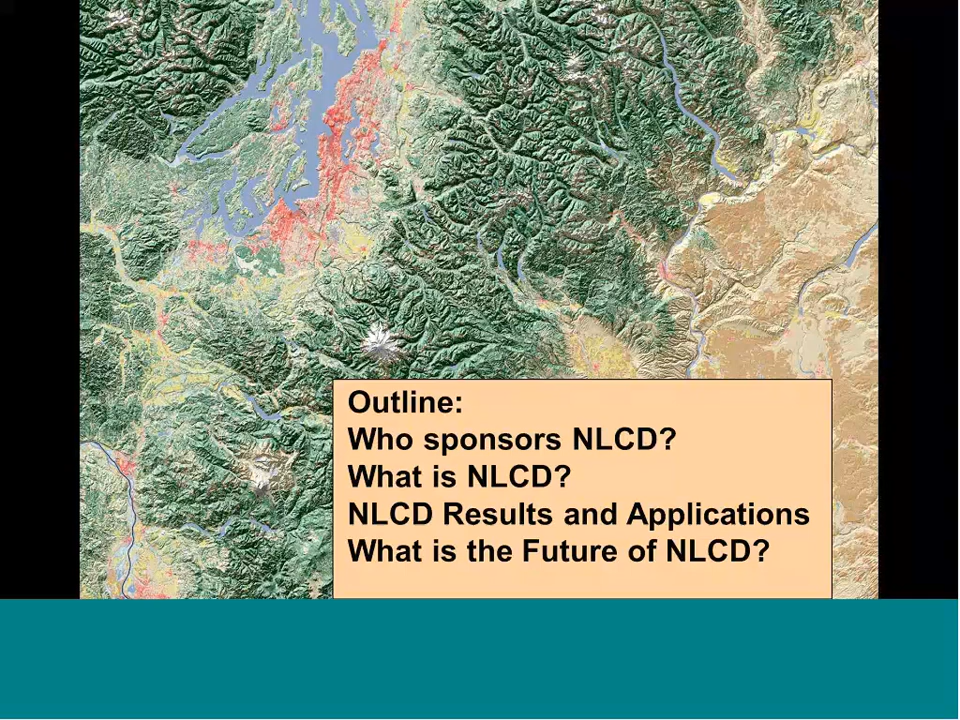 Outline:
Who sponsors NLCD?
What is NLCD?
NLCD Results and Applications
What is the Future of NLCD?